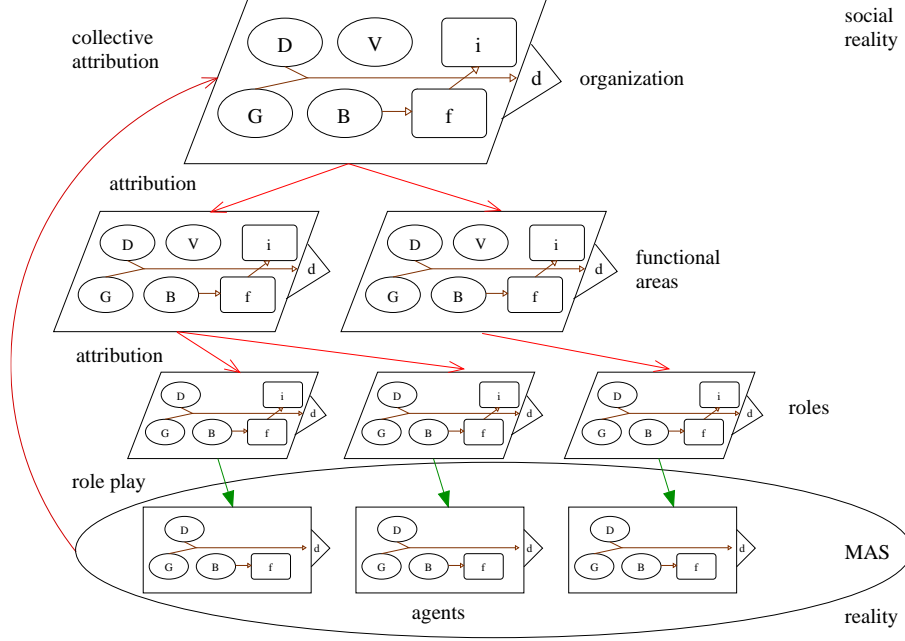 collective
attribution
social
reality
D V i
d
organization
G B f
attribution
D V i
d
G B f
D V i
d
G B f
functional
areas
attribution
D i
d
G B f
D i
d
G B f
D i
d
G B f
roles
role play
D
d
G B f
D
d
G B f
D
d
G B f
MAS
agents
reality